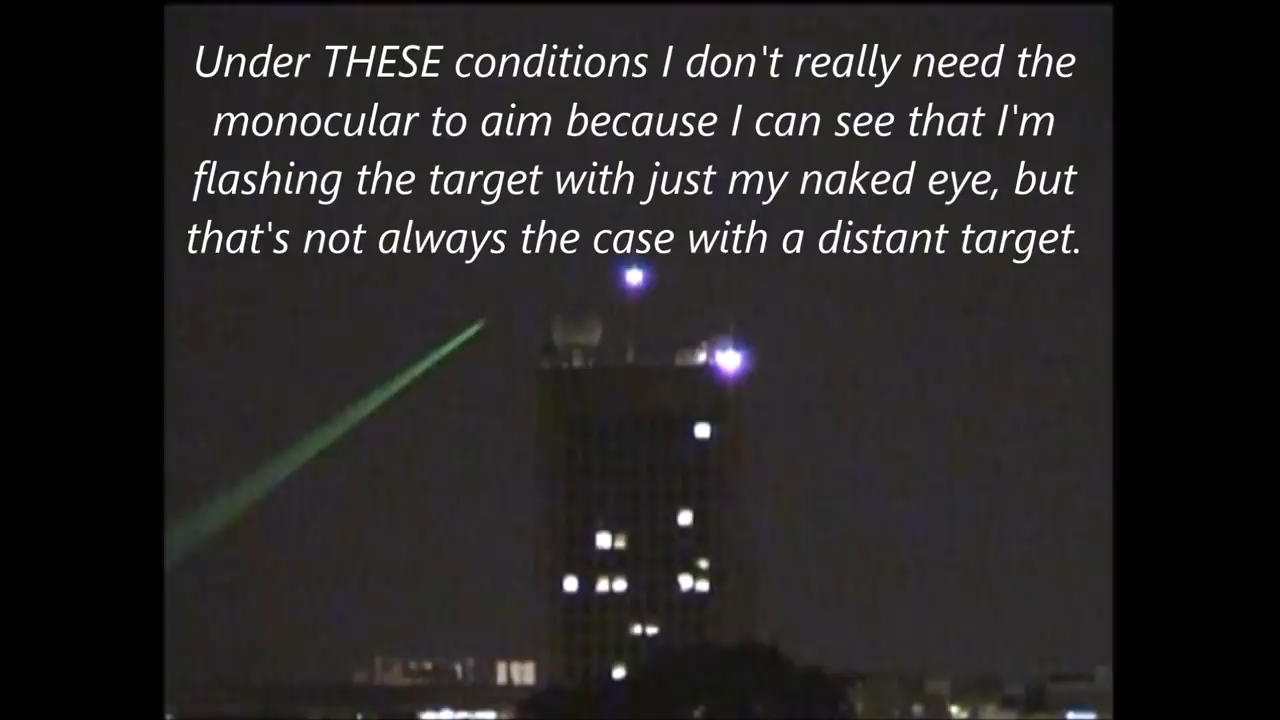 Under THESE conditions I don't really need the
monocular to aim because I can see that I'm
flashing the target with just my naked eye, but
that's not always the case with a distant target.